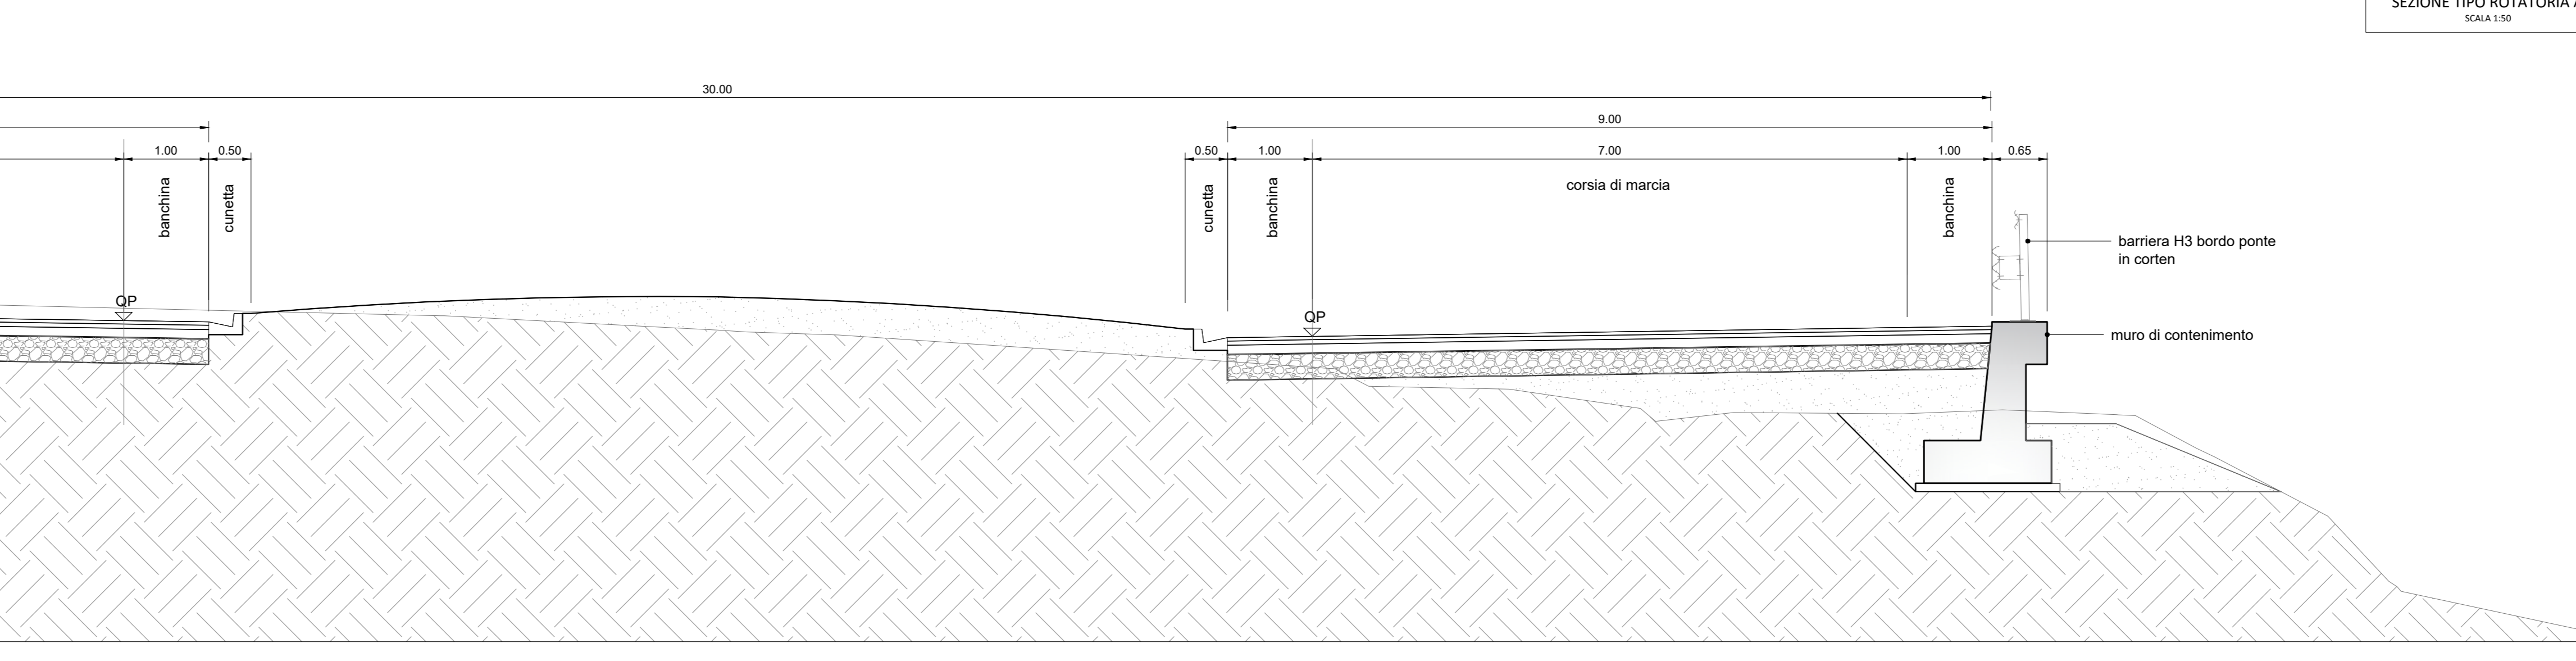 SEZIONE TIPO ROTATORIA
SCALA 1:50
30.00
9.00
1.00
0.50
0.50
1.00
7.00
1.00
0.65
banchina
cunetta
cunetta
banchina
corsia di marcia
banchina
barriera H3 bordo ponte
in corten
QP
QP
muro di contenimento